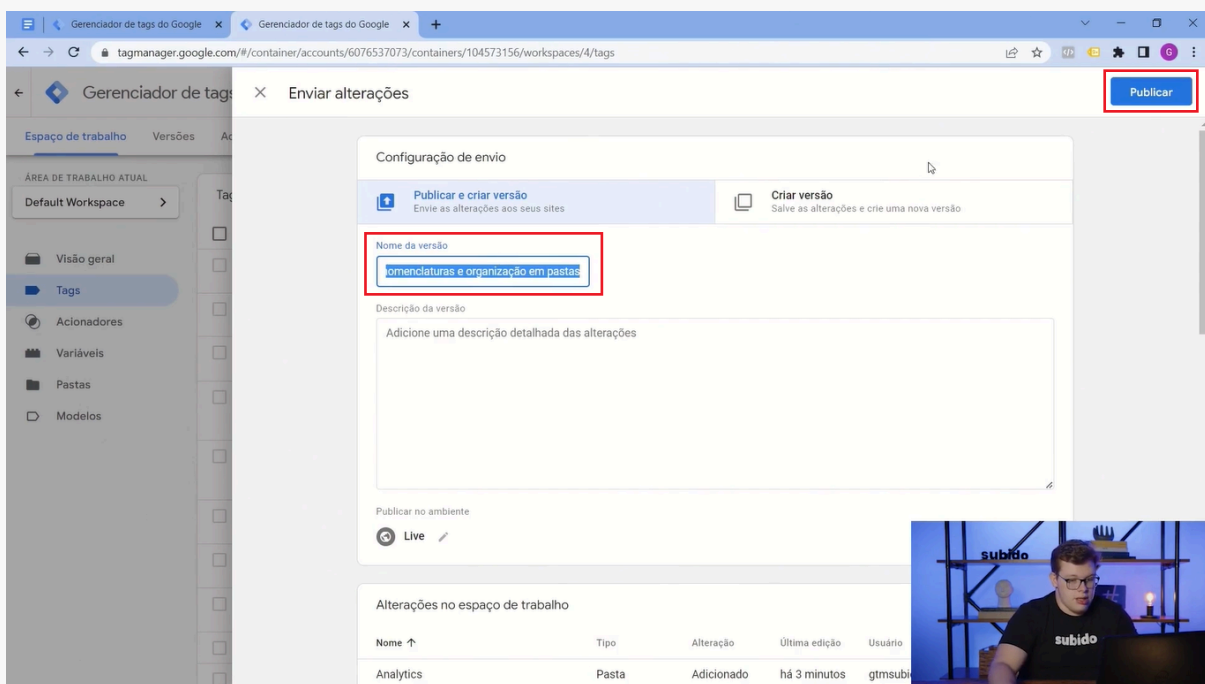 Gerenciador de tags do Google
Gerenciador de tags do Google
tagmanager.google.com/#/container/accounts/6076537073/containers/104573156/workspaces/4/tags
G
Gerenciador de tags
Enviar alterações
Publicar
Espaço de trabalho
Versões
ÁREA DE TRABALHO ATUAL
Default Workspace
Visão geral
Tags
Acionadores
Variáveis
Pastas
Modelos
Configuração de envio
Publicar e criar versão
Envie as alterações aos seus sites
Criar versão
Salve as alterações e crie uma nova versão
Nome da versão
nomenclaturas e organização em pastas
Descrição da versão
Adicione uma descrição detalhada das alterações
Publicar no ambiente
Live
Alterações no espaço de trabalho
Nome Tipo Alteração Última edição Usuário
Analytics Pasta Adicionado há 3 minutos gtmsubi
subido
subido